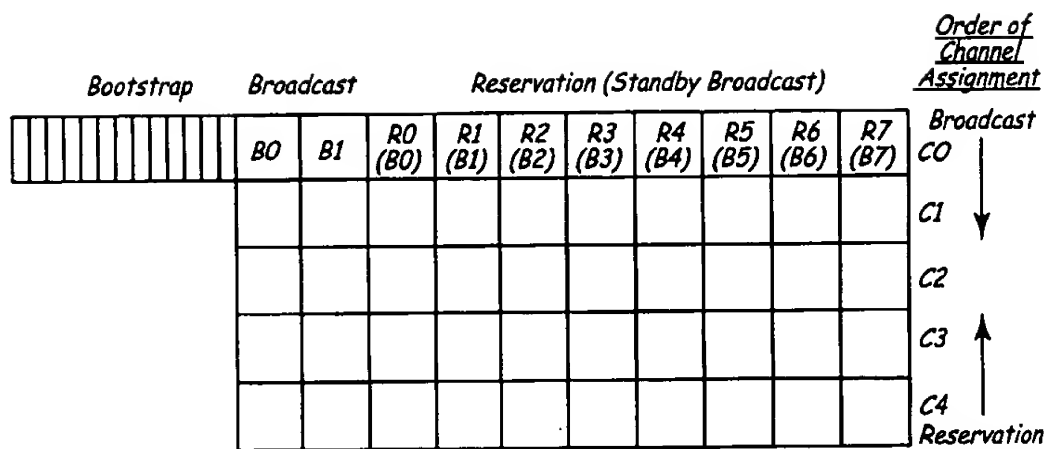 Order of
Channel
Assignment
Bootstrap Broadcast Reservation (Standby Broadcast)
Broadcast
B0 B1 R0 R1 R2 R3 R4 R5 R6 R7 C0
(B0) (B1) (B2) (B3) (B4) (B5) (B6) (B7)
C1
C2
C3
C4
Reservation